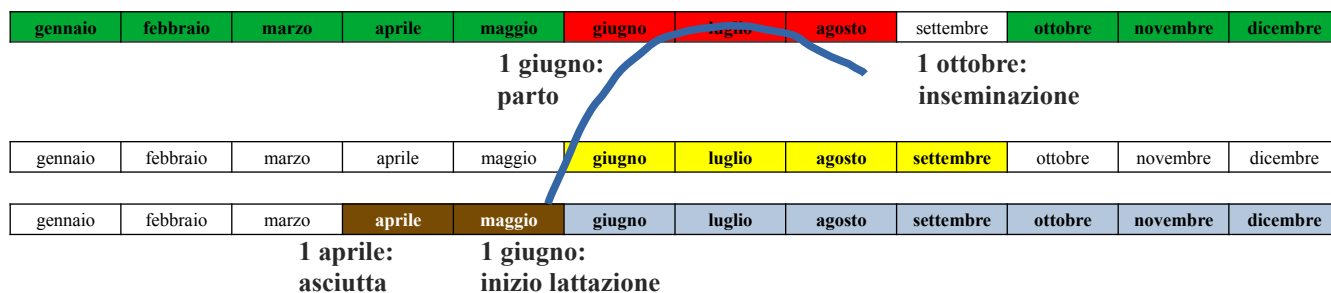 gennaio febbraio marzo aprile maggio giugno luglio agosto settembre ottobre novembre dicembre
1 giugno: 1 ottobre:
parto inseminazione
gennaio febbraio marzo aprile maggio giugno luglio agosto settembre ottobre novembre dicembre
gennaio febbraio marzo aprile maggio giugno luglio agosto settembre ottobre novembre dicembre
1 aprile: 1 giugno:
asciutta inizio lattazione